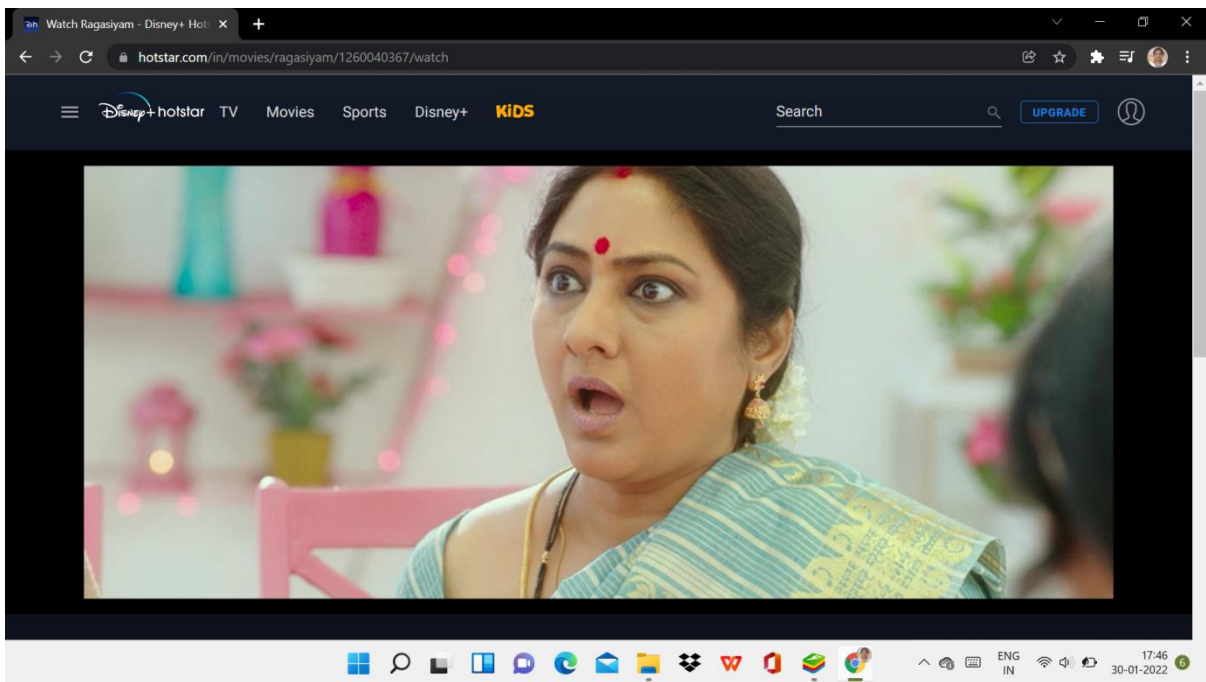 Watch Ragasiyam - Disney+ Hot
hotstar.com/in/movies/ragasiyam/1260040367/watch
Disney+ hotstar TV Movies Sports Disney+ KiDS Search UPGRADE
ENG
IN
17:46
30-01-2022
6